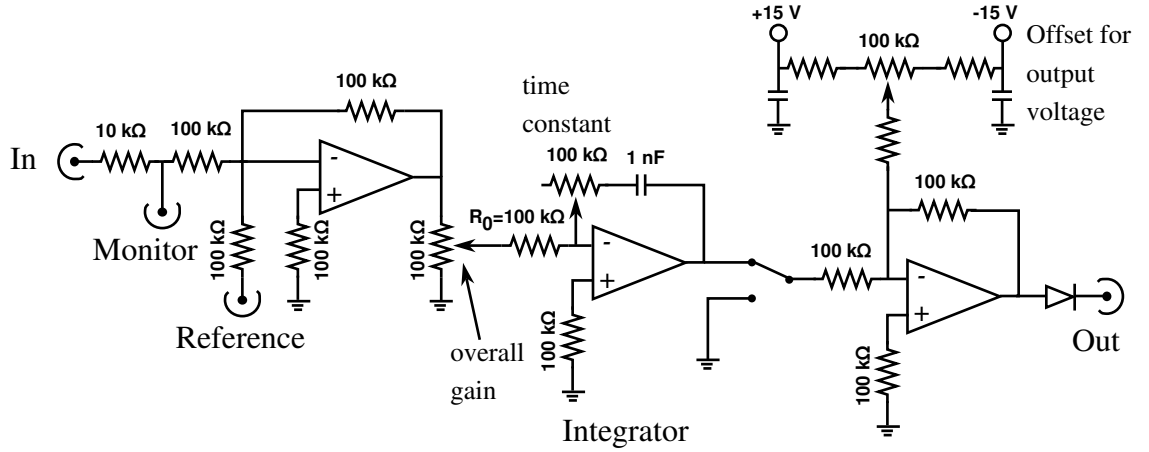 +15 V
-15 V
100 kΩ
Offset for
output
voltage
100 kΩ
time
constant
10 kΩ
100 kΩ
In
-
+
100 kΩ
1 nF
Monitor
100 kΩ
100 kΩ
100 kΩ
R0=100 kΩ
-
+
100 kΩ
100 kΩ
-
+
Reference
100 kΩ
overall
gain
100 kΩ
Out
Integrator